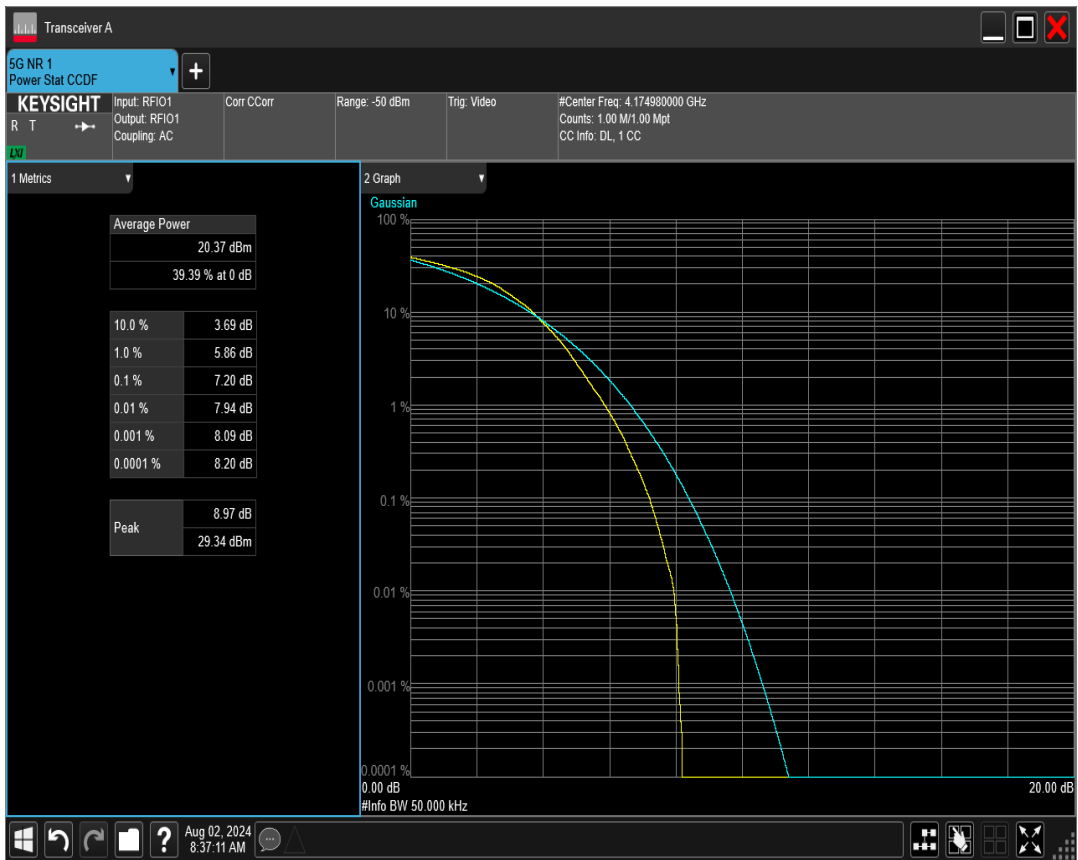 Transceiver A
5G NR 1
Power Stat CCDF
+
KEYSIGHT
R T
LXI
Input: RFIO1
Output: RFIO1
Coupling: AC
Corr CCorr
Range: -50 dBm
Trig: Video
#Center Freq: 4.174980000 GHz
Counts: 1.00 M/1.00 Mpt
CC Info: DL, 1 CC
1 Metrics
Average Power
20.37 dBm
39.39 % at 0 dB
10.0 % 3.69 dB
1.0 % 5.86 dB
0.1 % 7.20 dB
0.01 % 7.94 dB
0.001 % 8.09 dB
0.0001 % 8.20 dB
Peak
8.97 dB
29.34 dBm
2 Graph
Gaussian
100 %
10 %
1 %
0.1 %
0.01 %
0.001 %
0.0001 %
0.00 dB 20.00 dB
#Info BW 50.000 kHz
?
Aug 02, 2024
8:37:11 AM